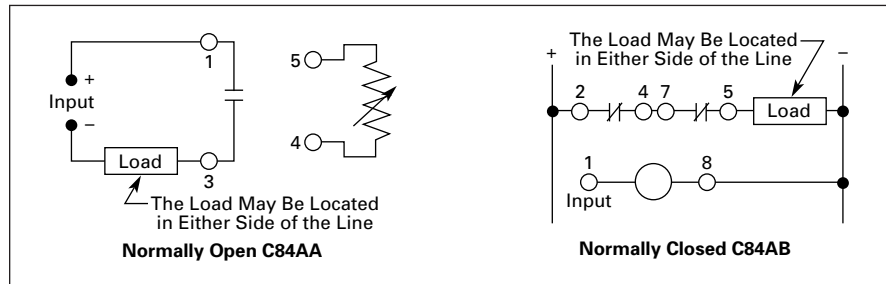 1
+
Input
−
Load
3
The Load May Be Located
in Either Side of the Line
Normally Open C84AA
5
4
The Load May Be Located
in Either Side of the Line
+
−
2
4
7
5
Load
1
8
Input
Normally Closed C84AB